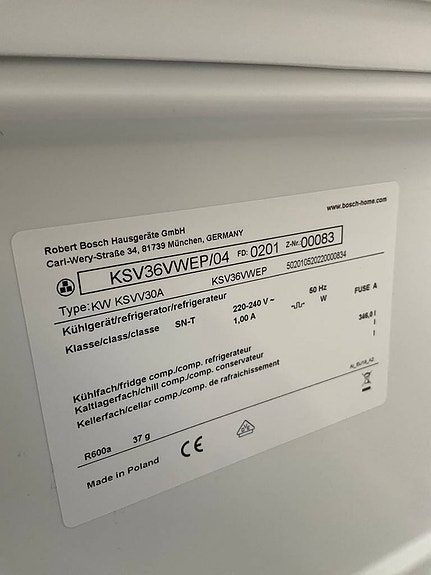 www.bosch-home.com
Robert Bosch Hausgeräte GmbH
Carl-Wery-Straße 34, 81739 München, GERMANY
KSV36VWEP/04 FD: 0201 Z-Nr. 00083
Type: KW KSVV30A KSV36VWEP 502010520220000834
Kühlgerät/refrigerator/refrigerateur
Klasse/class/classe SN-T 220-240 V ~ 50 Hz FUSE A
1,00 A W
346,0 l
l
l
Kühlfach/fridge comp./comp. refrigerateur
Kaltlagerfach/chill comp./comp. conservateur
Kellerfach/cellar comp./comp. de rafraichissement
R600a 37 g
Made in Poland CE